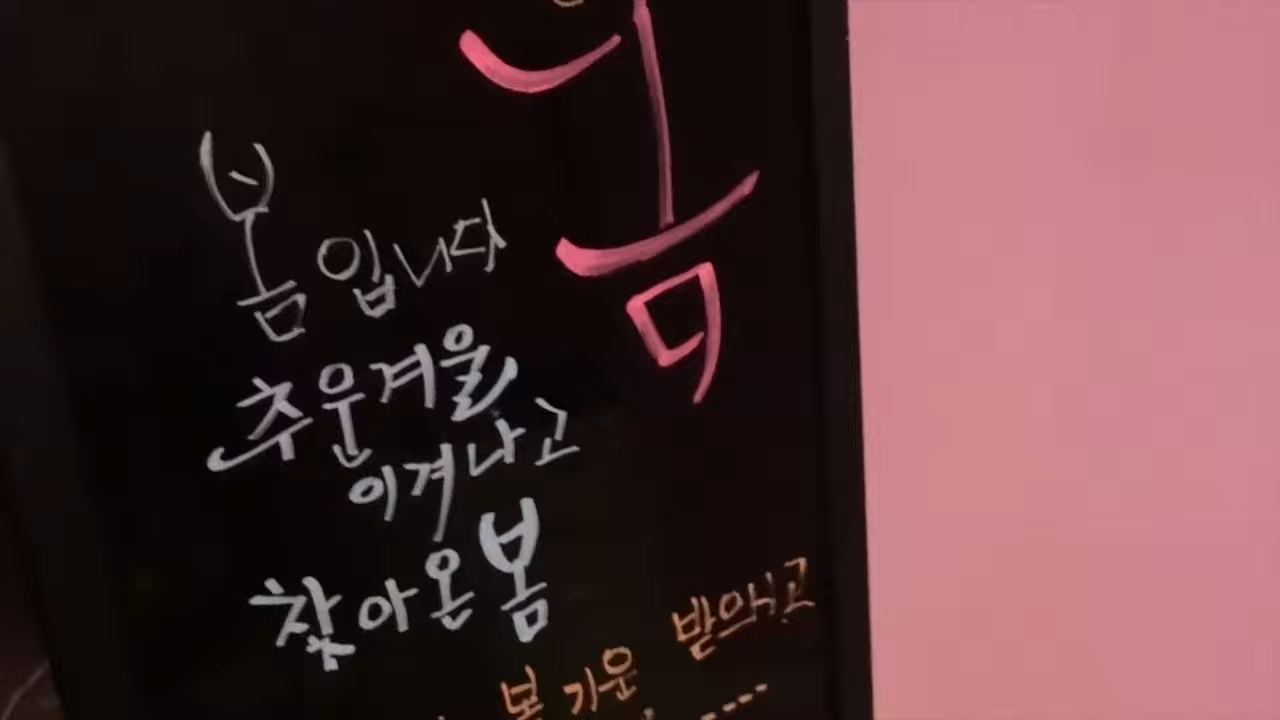 봄
봄입니다
추운겨울
이겨나고
찾아온 봄
봄 기운 받으시고